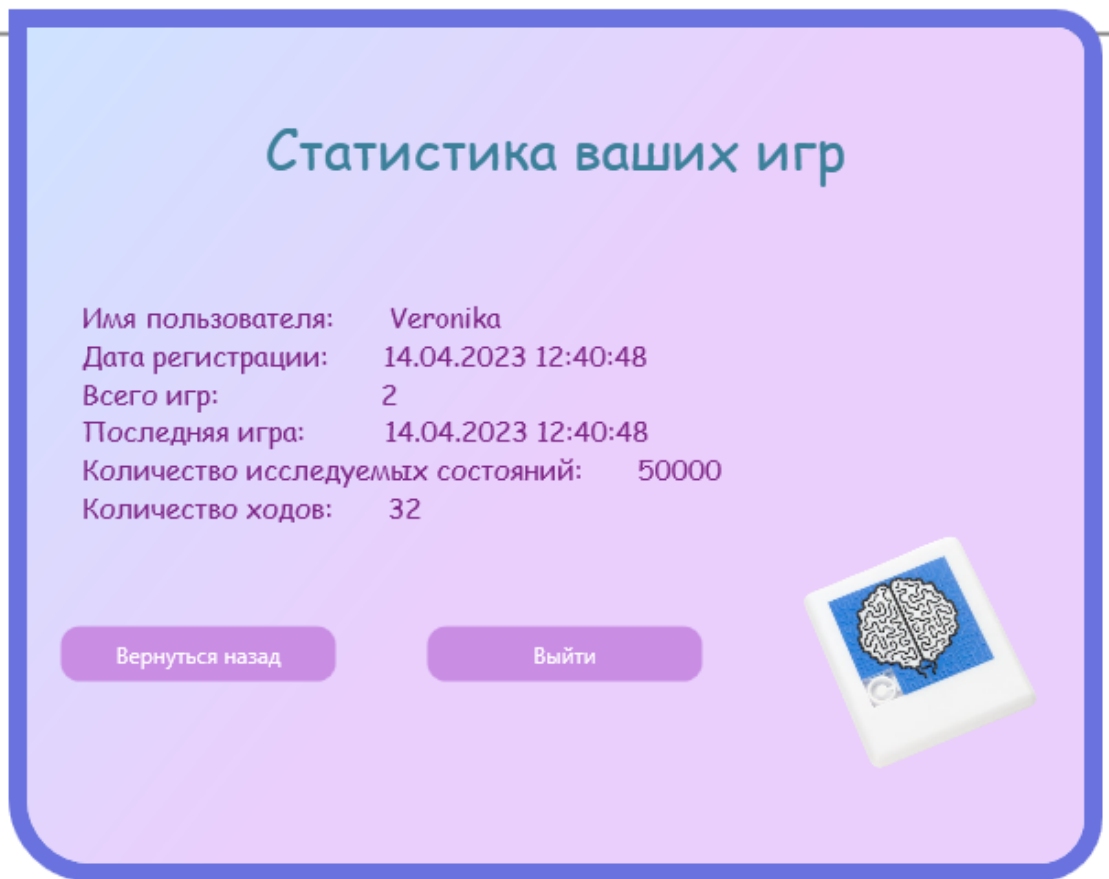 Статистика ваших игр
Имя пользователя: Veronika
Дата регистрации: 14.04.2023 12:40:48
Всего игр: 2
Последняя игра: 14.04.2023 12:40:48
Количество исследуемых состояний: 50000
Количество ходов: 32
Вернуться назад Выйти
©